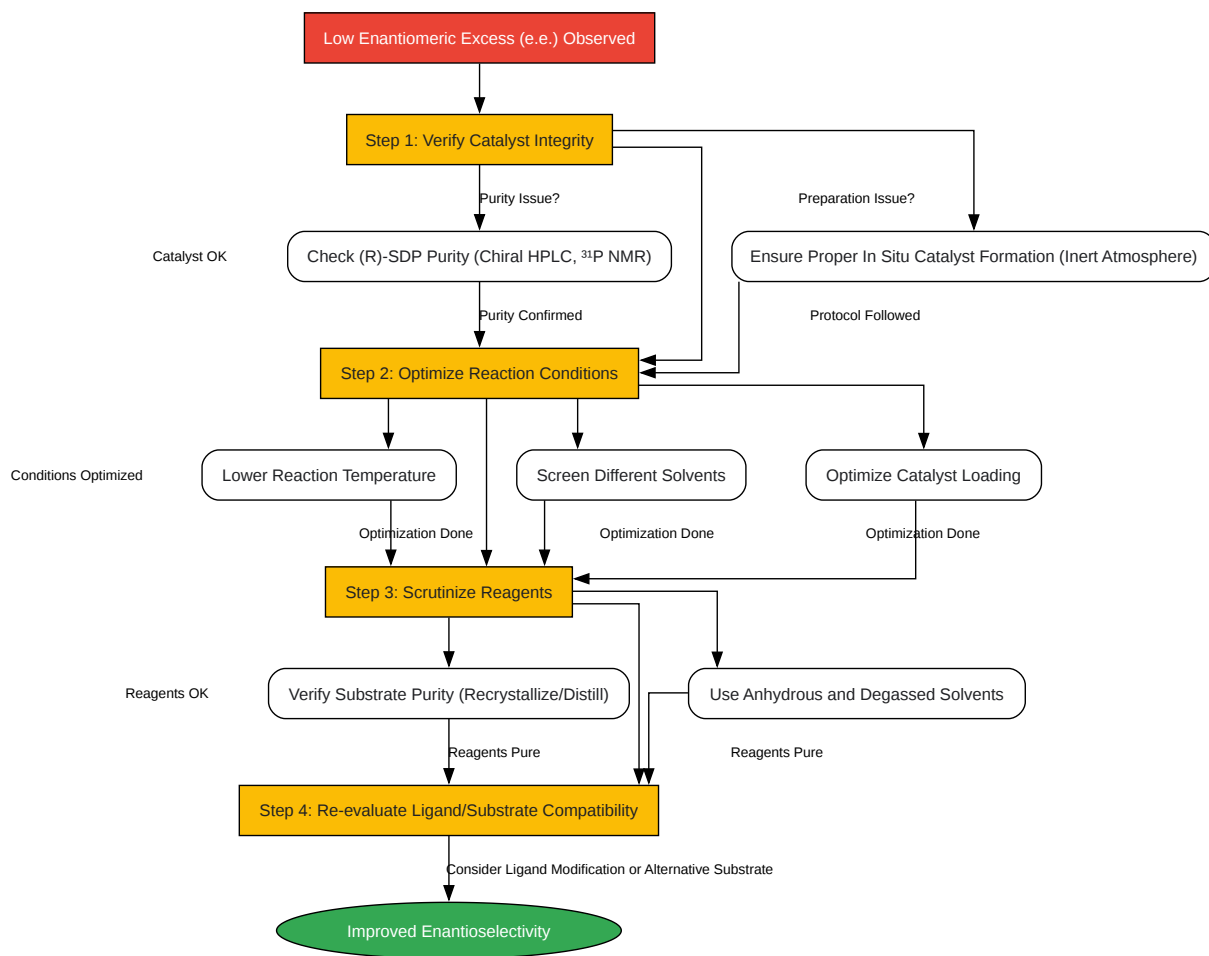 Low Enantiomeric Excess (e.e.) Observed
Step 1: Verify Catalyst Integrity
Purity Issue?
Preparation Issue?
Catalyst OK
Check (R)-SDP Purity (Chiral HPLC, ³¹P NMR)
Ensure Proper In Situ Catalyst Formation (Inert Atmosphere)
Purity Confirmed
Protocol Followed
Step 2: Optimize Reaction Conditions
Conditions Optimized
Lower Reaction Temperature
Screen Different Solvents
Optimize Catalyst Loading
Optimization Done
Optimization Done
Optimization Done
Step 3: Scrutinize Reagents
Reagents OK
Verify Substrate Purity (Recrystallize/Distill)
Use Anhydrous and Degassed Solvents
Reagents Pure
Reagents Pure
Step 4: Re-evaluate Ligand/Substrate Compatibility
Consider Ligand Modification or Alternative Substrate
Improved Enantioselectivity